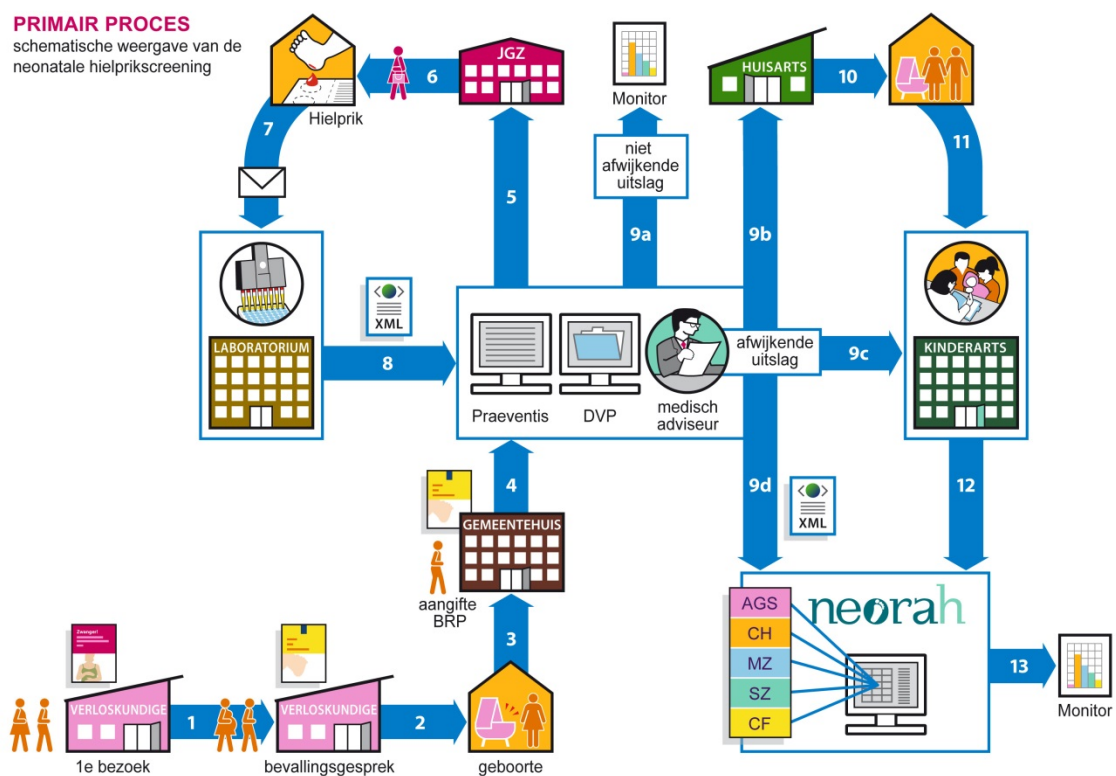 PRIMAIR PROCES
schematische weergave van de
neonatale hielprikscreening
Hielprik
6
JGZ
Monitor
HUISARTS
10
7
niet
afwijkende
uitslag
11
5
9a
9b
LABORATORIUM
XML
8
Praeventis
DVP
medisch
adviseur
afwijkende
uitslag
9c
KINDERARTS
4
GEMEENTEHUIS
aangifte
BRP
9d
XML
12
3
Zwanger!
VERLOSKUNDIGE
1e bezoek
1
VERLOSKUNDIGE
bevallingsgesprek
2
geboorte
AGS
CH
MZ
SZ
CF
neorah
13
Monitor